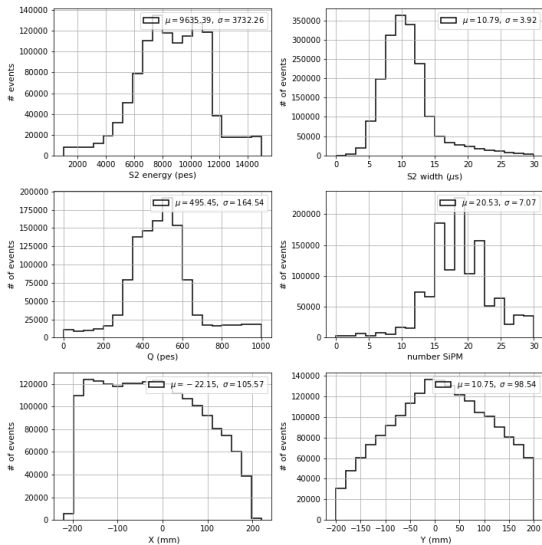 μ = 9635.39, σ = 3732.26
140000
120000
100000
80000
60000
40000
20000
0
# events
2000 4000 6000 8000 10000 12000 14000
S2 energy (pes)
μ = 10.79, σ = 3.92
350000
300000
250000
200000
150000
100000
50000
0
# of events
0 5 10 15 20 25 30
S2 width (μs)
μ = 495.45, σ = 164.54
200000
175000
150000
125000
100000
75000
50000
25000
0
# of events
0 200 400 600 800 1000
Q (pes)
μ = 20.53, σ = 7.07
200000
150000
100000
50000
0
# of events
0 5 10 15 20 25 30
number SiPM
μ = −22.15, σ = 105.57
120000
100000
80000
60000
40000
20000
0
# of events
−200 −100 0 100 200
X (mm)
μ = 10.75, σ = 98.54
140000
120000
100000
80000
60000
40000
20000
0
# of events
−200 −150 −100 −50 0 50 100 150 200
Y (mm)